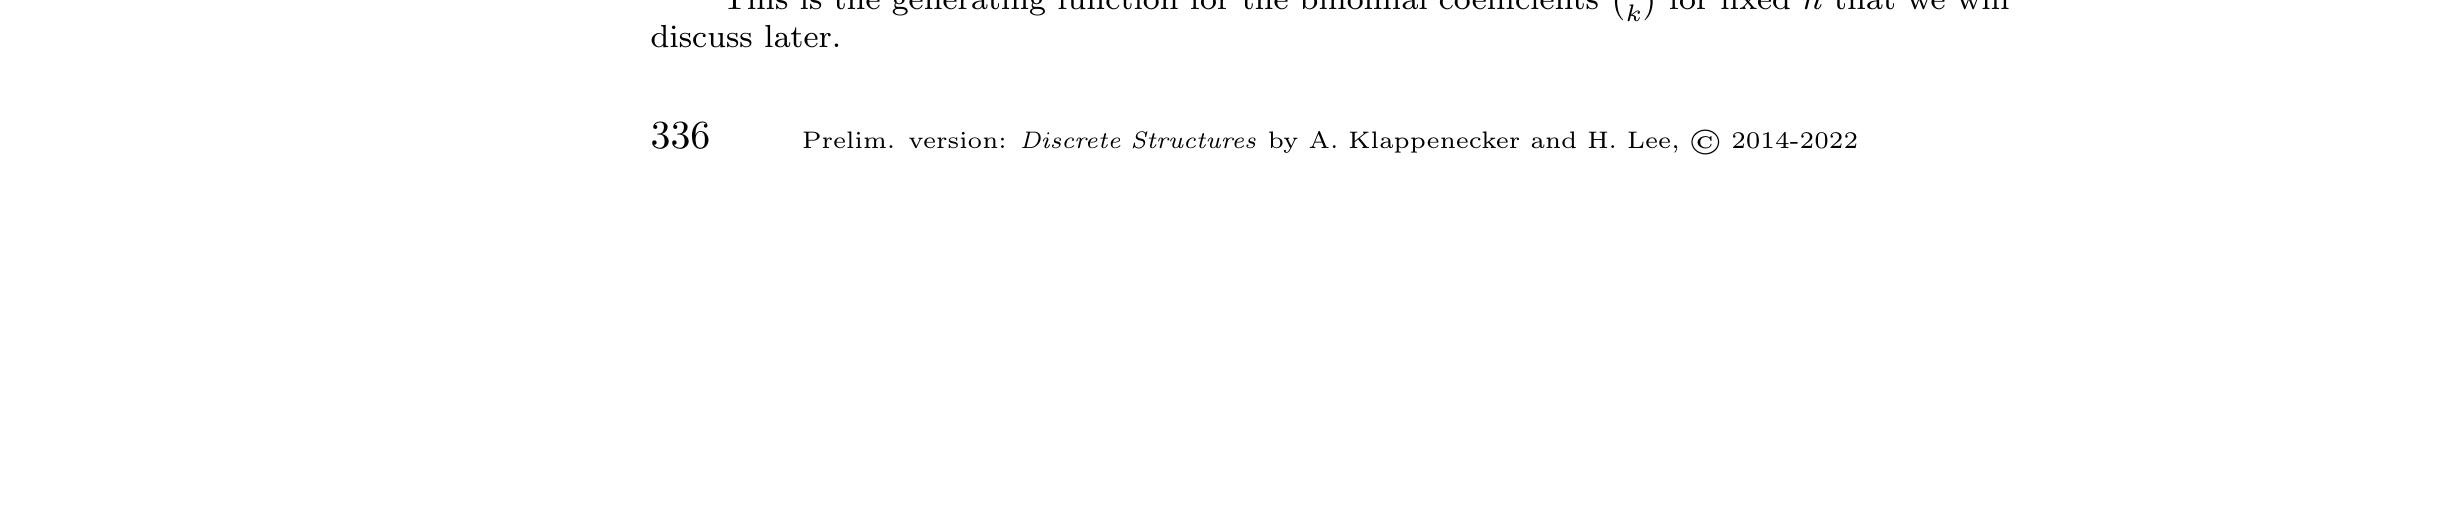 This is the generating function for the binomial coefficients (n k) for fixed n that we will
discuss later.
336 Prelim. version: Discrete Structures by A. Klappenecker and H. Lee, © 2014-2022